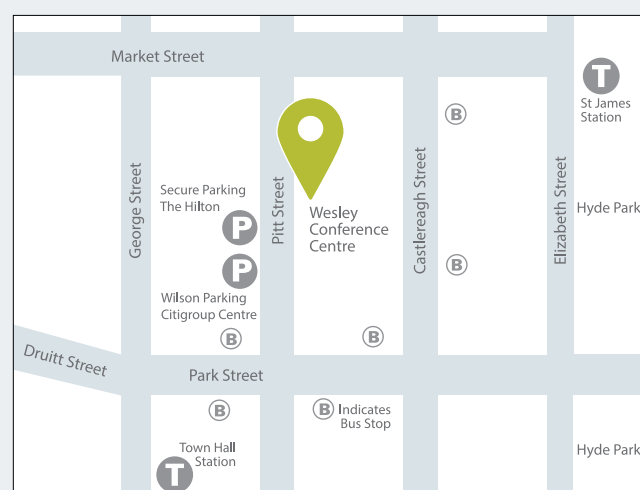 Market Street
T
St James
Station
B
George Street
Pitt Street
Castlereagh Street
Elizabeth Street
Secure Parking
The Hilton
P
Wesley
Conference
Centre
Hyde Park
P
B
Wilson Parking
Citigroup Centre
B
B
Druitt Street
Park Street
B
B Indicates
Bus Stop
Town Hall
Station
T
Hyde Park